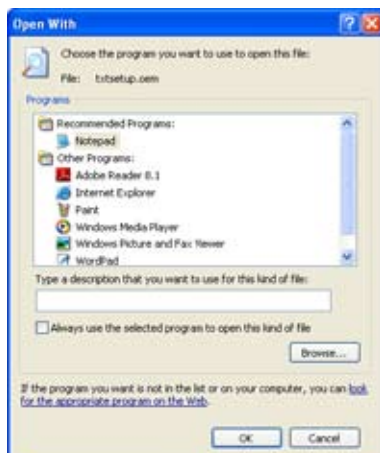 Open With
Choose the program you want to use to open this file:
File: txtsetup.oem
Programs
Recommended Programs:
Notepad
Other Programs:
Adobe Reader 8.1
Internet Explorer
Paint
Windows Media Player
Windows Picture and Fax Viewer
WordPad
Type a description that you want to use for this kind of file:
Always use the selected program to open this kind of file
Browse...
If the program you want is not in the list or on your computer, you can look
for the appropriate program on the Web.
OK Cancel